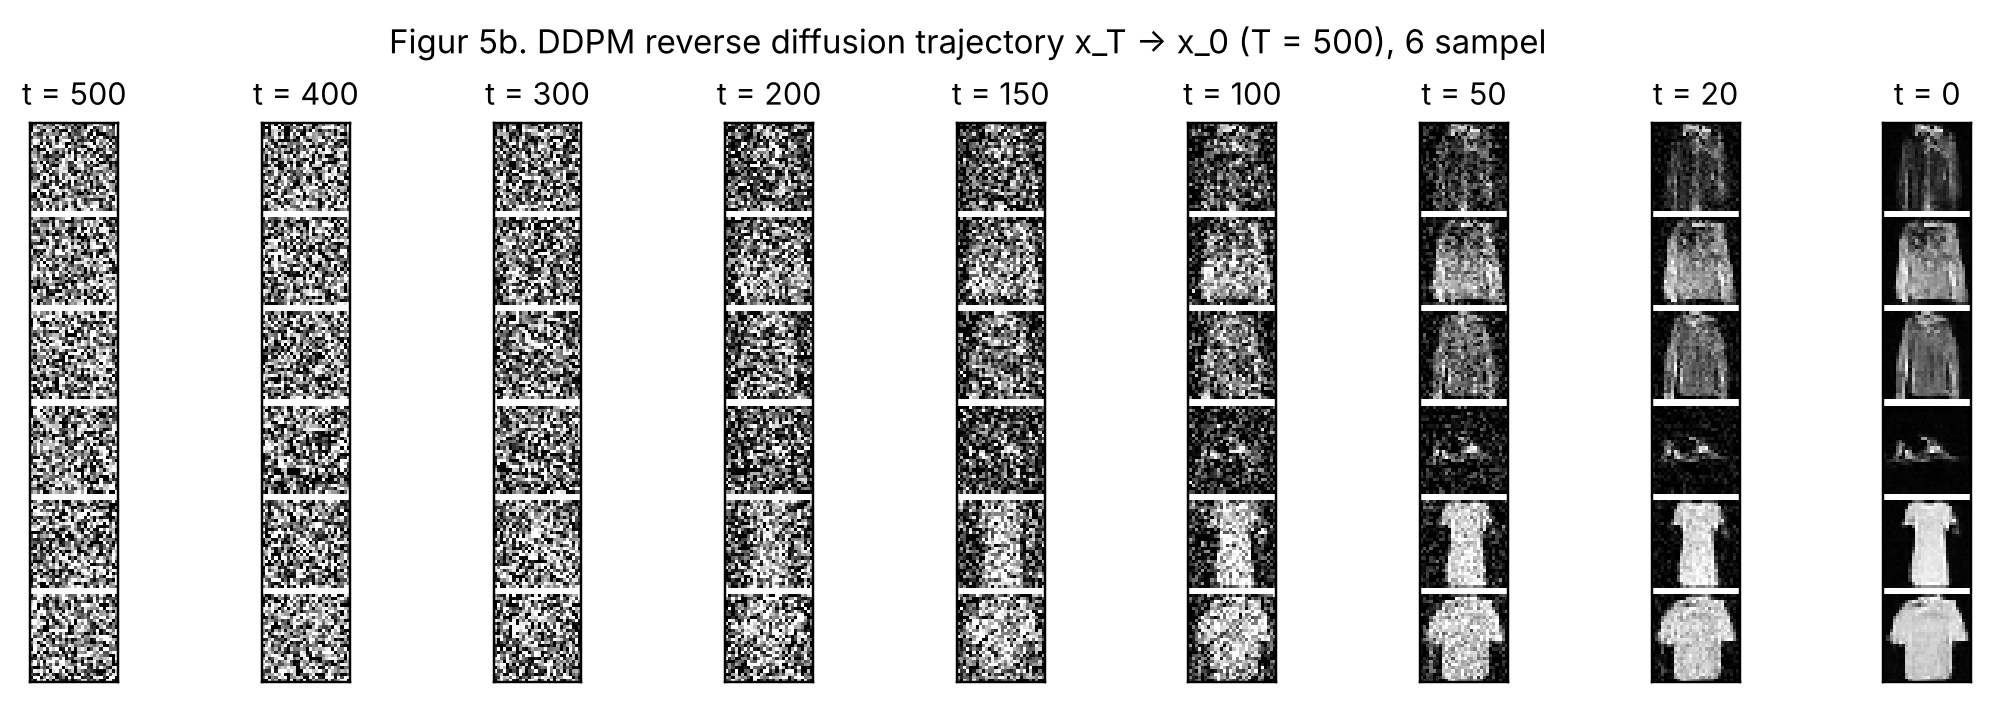 Figur 5b. DDPM reverse diffusion trajectory x_T → x_0 (T = 500), 6 sampel
t = 500 t = 400 t = 300 t = 200 t = 150 t = 100 t = 50 t = 20 t = 0